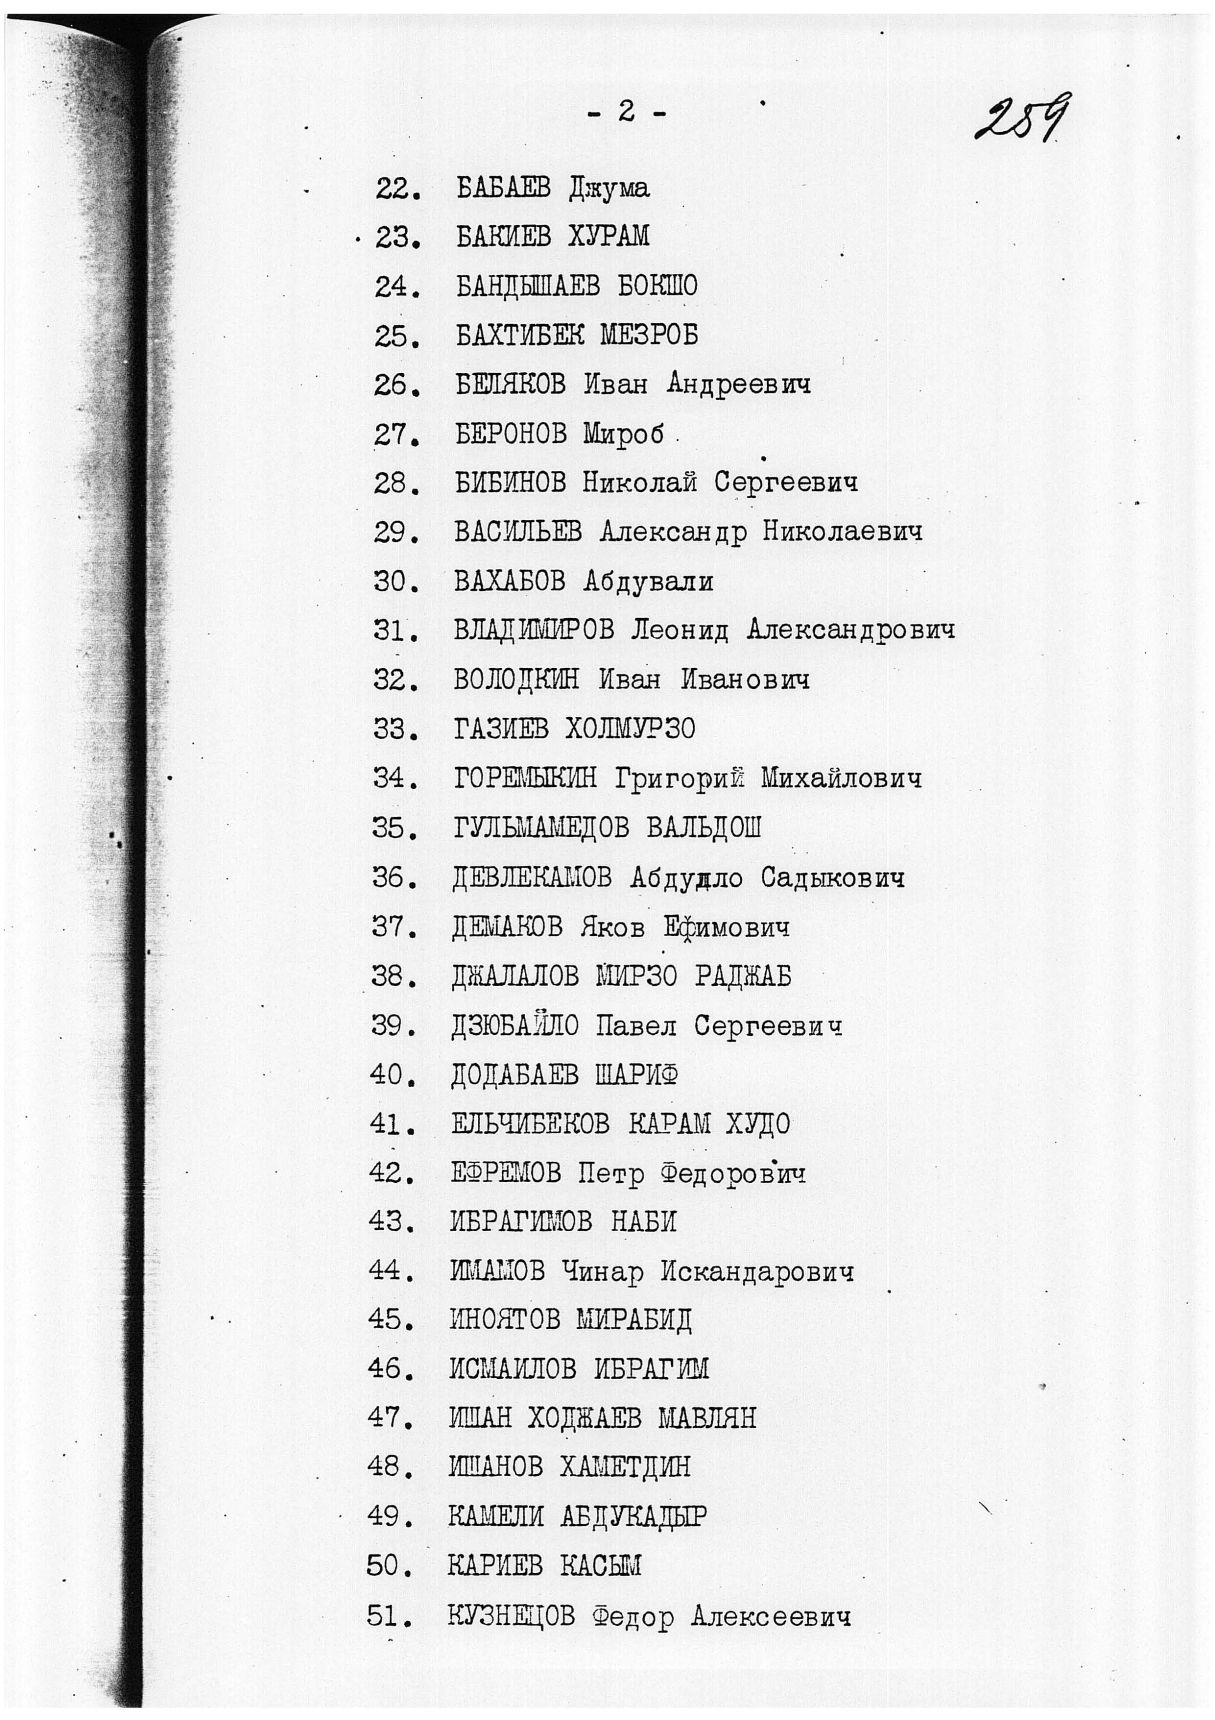 - 2 -
259
22. БАБАЕВ Джума
23. БАКИЕВ ХУРАМ
24. БАНДЫШАЕВ БОКШО
25. БАХТИБЕК МЕЗРОБ
26. БЕЛЯКОВ Иван Андреевич
27. БЕРОНОВ Мироб
28. БИБИНОВ Николай Сергеевич
29. ВАСИЛЬЕВ Александр Николаевич
30. ВАХАБОВ Абдували
31. ВЛАДИМИРОВ Леонид Александрович
32. ВОЛОДКИН Иван Иванович
33. ГАЗИЕВ ХОЛМУРЗО
34. ГОРЕМЫКИН Григорий Михайлович
35. ГУЛЬМАМЕДОВ ВАЛЬДОШ
36. ДЕВЛЕКАМОВ Абдулло Садыкович
37. ДЕМАКОВ Яков Ефимович
38. ДЖАЛАЛОВ МИРЗО РАДЖАБ
39. ДЗЮБАЙЛО Павел Сергеевич
40. ДОДАБАЕВ ШАРИФ
41. ЕЛЬЧИБЕКОВ КАРАМ ХУДО
42. ЕФРЕМОВ Петр Федорович
43. ИБРАГИМОВ НАБИ
44. ИМАМОВ Чинар Искандарович
45. ИНОЯТОВ МИРАБИД
46. ИСМАИЛОВ ИБРАГИМ
47. ИШАН ХОДЖАЕВ МАВЛЯН
48. ИШАНОВ ХАМЕТДИН
49. КАМЕЛИ АБДУКАДЫР
50. КАРИЕВ КАСЫМ
51. КУЗНЕЦОВ Федор Алексеевич